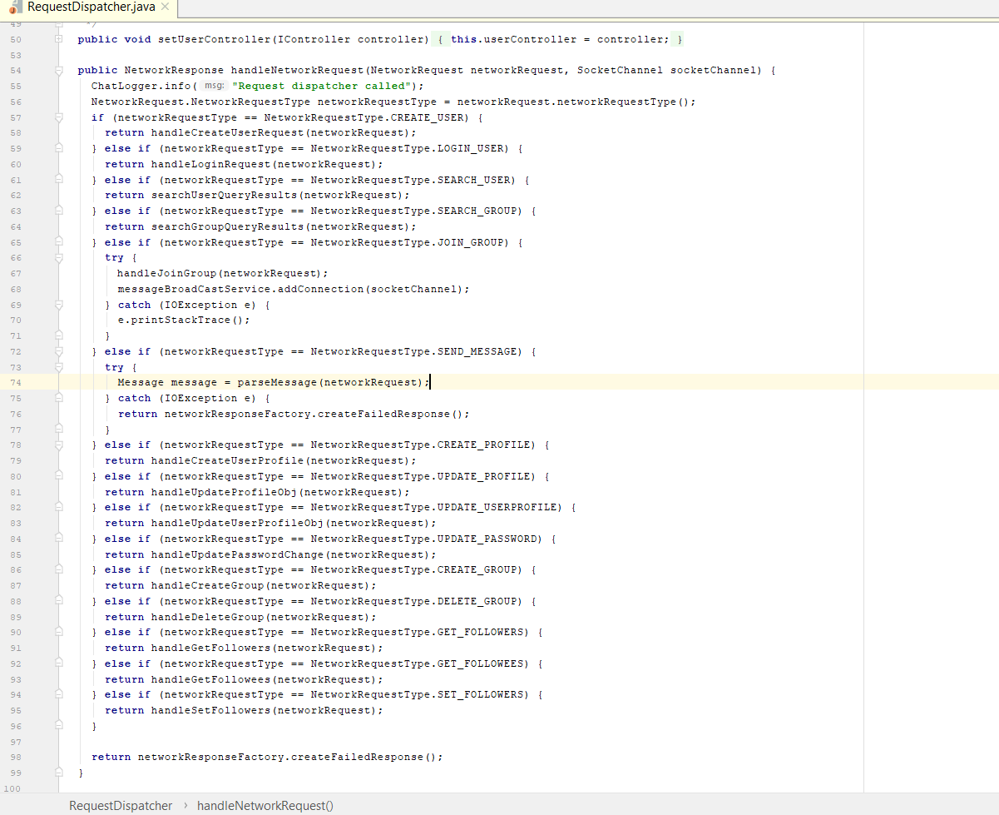 RequestDispatcher.java
49 */
50 public void setUserController(IController controller) { this.userController = controller; }
53
54 public NetworkResponse handleNetworkRequest(NetworkRequest networkRequest, SocketChannel socketChannel) {
55 ChatLogger.info( msg: "Request dispatcher called");
56 NetworkRequest.NetworkRequestType networkRequestType = networkRequest.networkRequestType();
57 if (networkRequestType == NetworkRequestType.CREATE_USER) {
58 return handleCreateUserRequest(networkRequest);
59 } else if (networkRequestType == NetworkRequestType.LOGIN_USER) {
60 return handleLoginRequest(networkRequest);
61 } else if (networkRequestType == NetworkRequestType.SEARCH_USER) {
62 return searchUserQueryResults(networkRequest);
63 } else if (networkRequestType == NetworkRequestType.SEARCH_GROUP) {
64 return searchGroupQueryResults(networkRequest);
65 } else if (networkRequestType == NetworkRequestType.JOIN_GROUP) {
66 try {
67 handleJoinGroup(networkRequest);
68 messageBroadCastService.addConnection(socketChannel);
69 } catch (IOException e) {
70 e.printStackTrace();
71 }
72 } else if (networkRequestType == NetworkRequestType.SEND_MESSAGE) {
73 try {
74 Message message = parseMessage(networkRequest);
75 } catch (IOException e) {
76 return networkResponseFactory.createFailedResponse();
77 }
78 } else if (networkRequestType == NetworkRequestType.CREATE_PROFILE) {
79 return handleCreateUserProfile(networkRequest);
80 } else if (networkRequestType == NetworkRequestType.UPDATE_PROFILE) {
81 return handleUpdateProfileObj(networkRequest);
82 } else if (networkRequestType == NetworkRequestType.UPDATE_USERPROFILE) {
83 return handleUpdateUserProfileObj(networkRequest);
84 } else if (networkRequestType == NetworkRequestType.UPDATE_PASSWORD) {
85 return handleUpdatePasswordChange(networkRequest);
86 } else if (networkRequestType == NetworkRequestType.CREATE_GROUP) {
87 return handleCreateGroup(networkRequest);
88 } else if (networkRequestType == NetworkRequestType.DELETE_GROUP) {
89 return handleDeleteGroup(networkRequest);
90 } else if (networkRequestType == NetworkRequestType.GET_FOLLOWERS) {
91 return handleGetFollowers(networkRequest);
92 } else if (networkRequestType == NetworkRequestType.GET_FOLLOWEES) {
93 return handleGetFollowees(networkRequest);
94 } else if (networkRequestType == NetworkRequestType.SET_FOLLOWERS) {
95 return handleSetFollowers(networkRequest);
96 }
97
98 return networkResponseFactory.createFailedResponse();
99 }
100
RequestDispatcher › handleNetworkRequest()